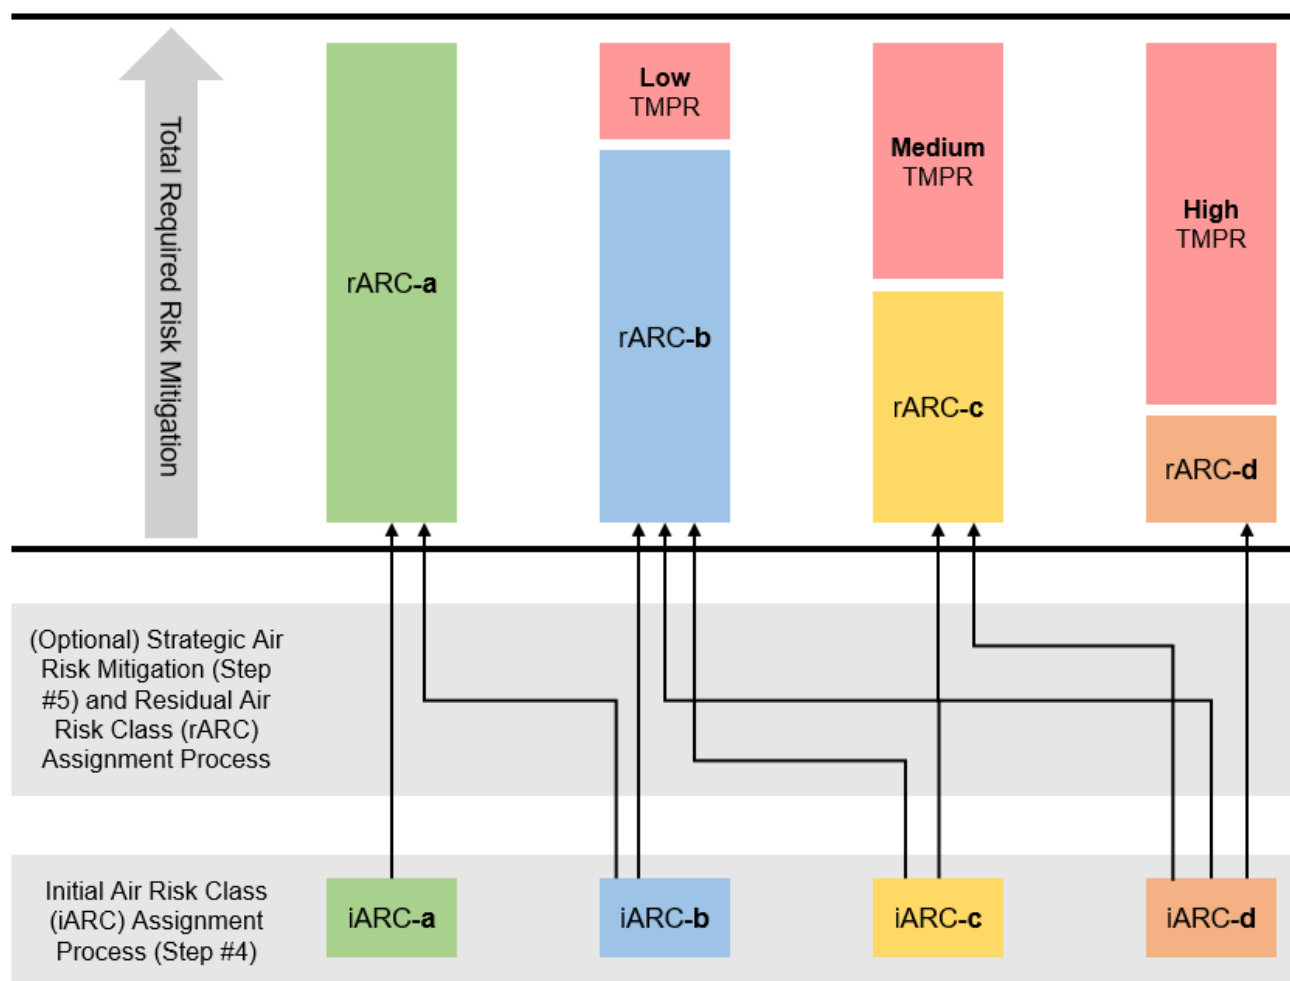 Total Required Risk Mitigation
rARC-a
Low
TMPR
rARC-b
Medium
TMPR
rARC-c
High
TMPR
rARC-d
(Optional) Strategic Air
Risk Mitigation (Step
#5) and Residual Air
Risk Class (rARC)
Assignment Process
Initial Air Risk Class
(iARC) Assignment
Process (Step #4)
iARC-a
iARC-b
iARC-c
iARC-d